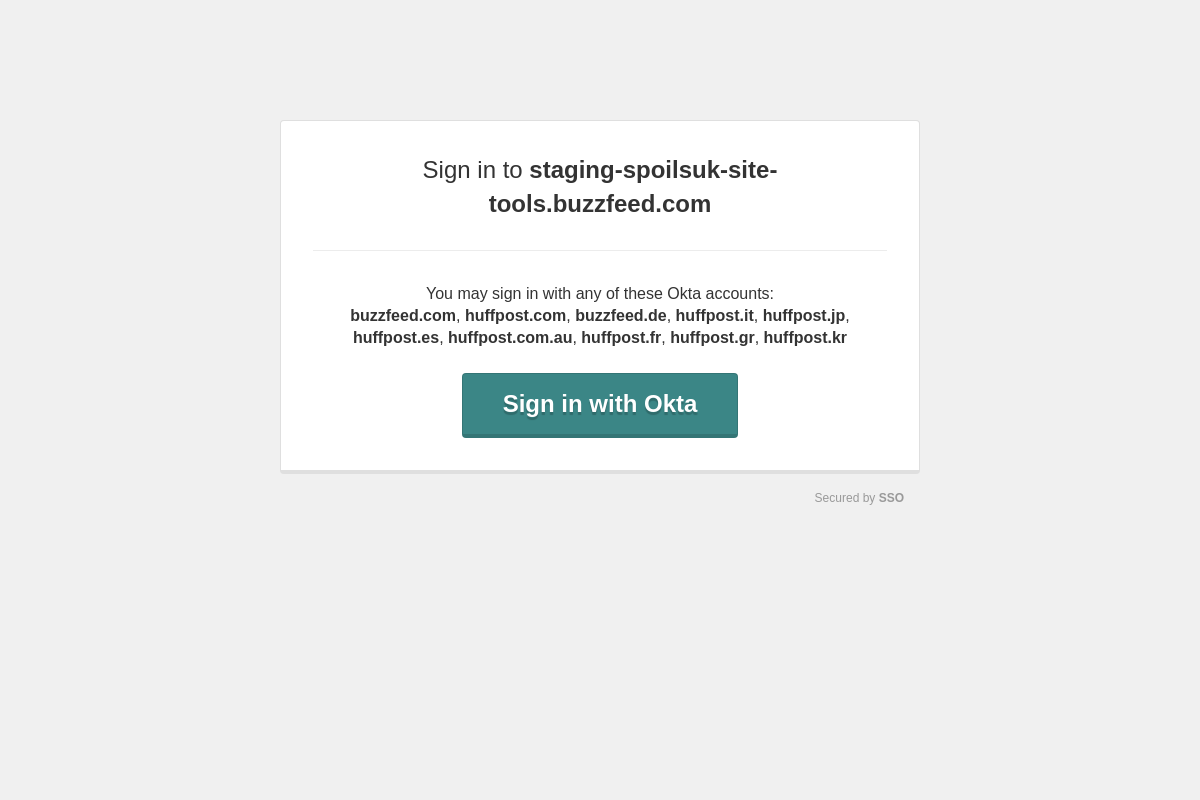 Sign in to staging-spoilsuk-site-
tools.buzzfeed.com
You may sign in with any of these Okta accounts:
buzzfeed.com, huffpost.com, buzzfeed.de, huffpost.it, huffpost.jp,
huffpost.es, huffpost.com.au, huffpost.fr, huffpost.gr, huffpost.kr
Sign in with Okta
Secured by SSO